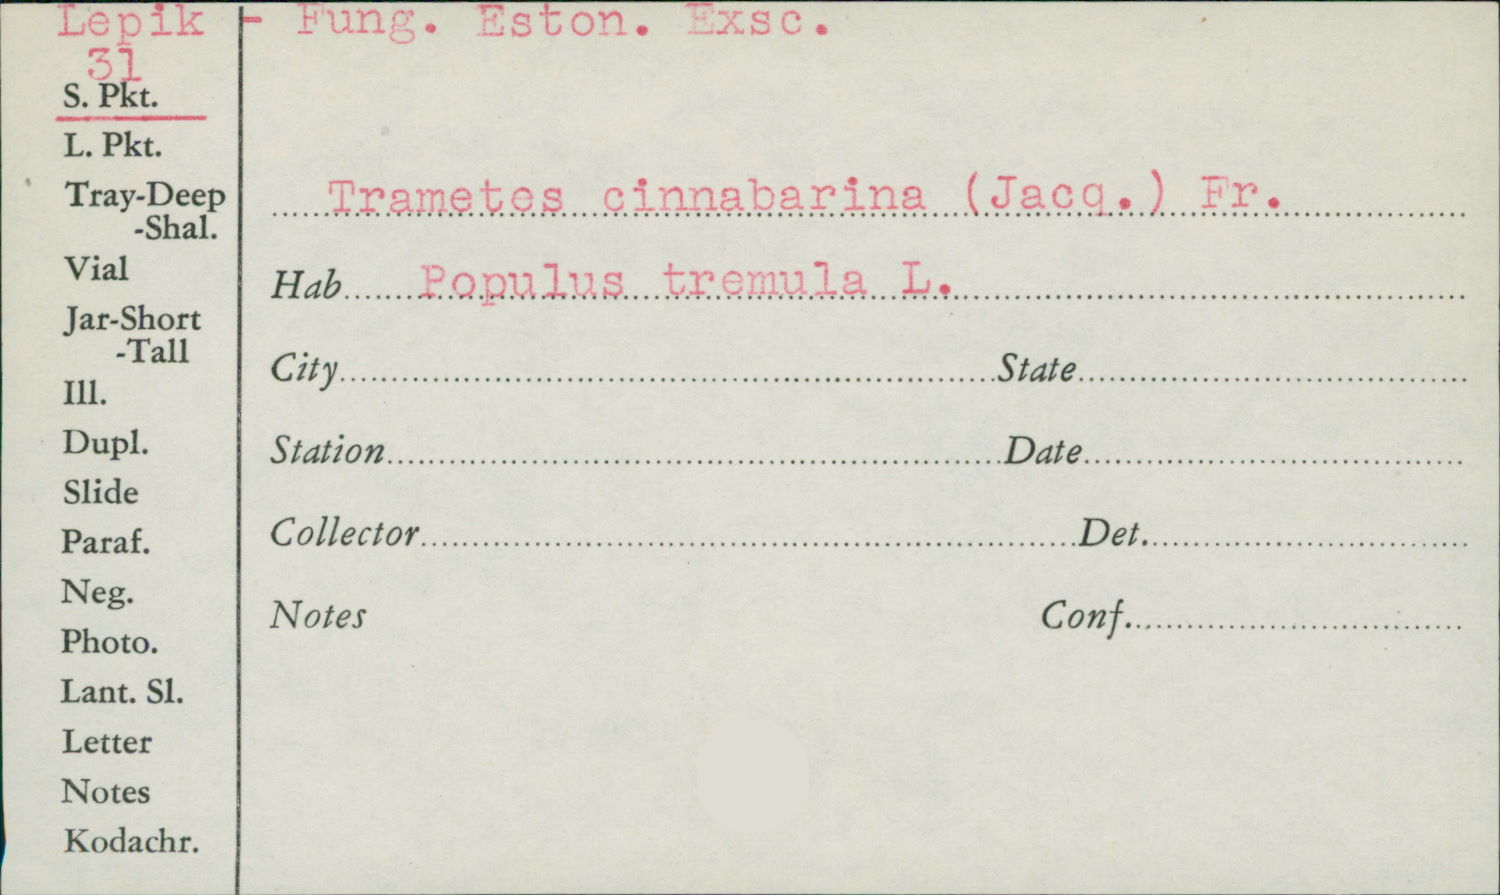 Lepik - Fung. Eston. Exsc.
31
S. Pkt.
L. Pkt.
Tray-Deep
-Shal.
Vial
Jar-Short
-Tall
Ill.
Dupl.
Slide
Paraf.
Neg.
Photo.
Lant. Sl.
Letter
Notes
Kodachr.
Trametes cinnabarina (Jacq.) Fr.
Hab. Populus tremula L.
City State
Station Date
Collector Det.
Notes Conf.